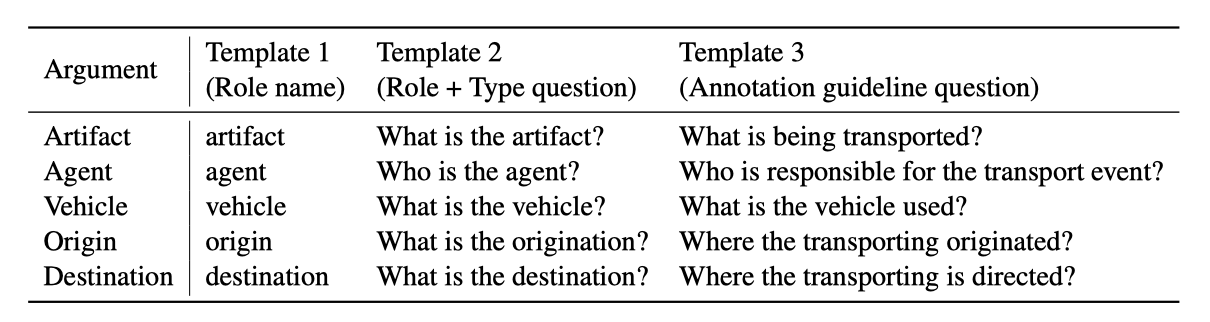 Argument Template 1 Template 2 Template 3
(Role name) (Role + Type question) (Annotation guideline question)
Artifact artifact What is the artifact? What is being transported?
Agent agent Who is the agent? Who is responsible for the transport event?
Vehicle vehicle What is the vehicle? What is the vehicle used?
Origin origin What is the origination? Where the transporting originated?
Destination destination What is the destination? Where the transporting is directed?